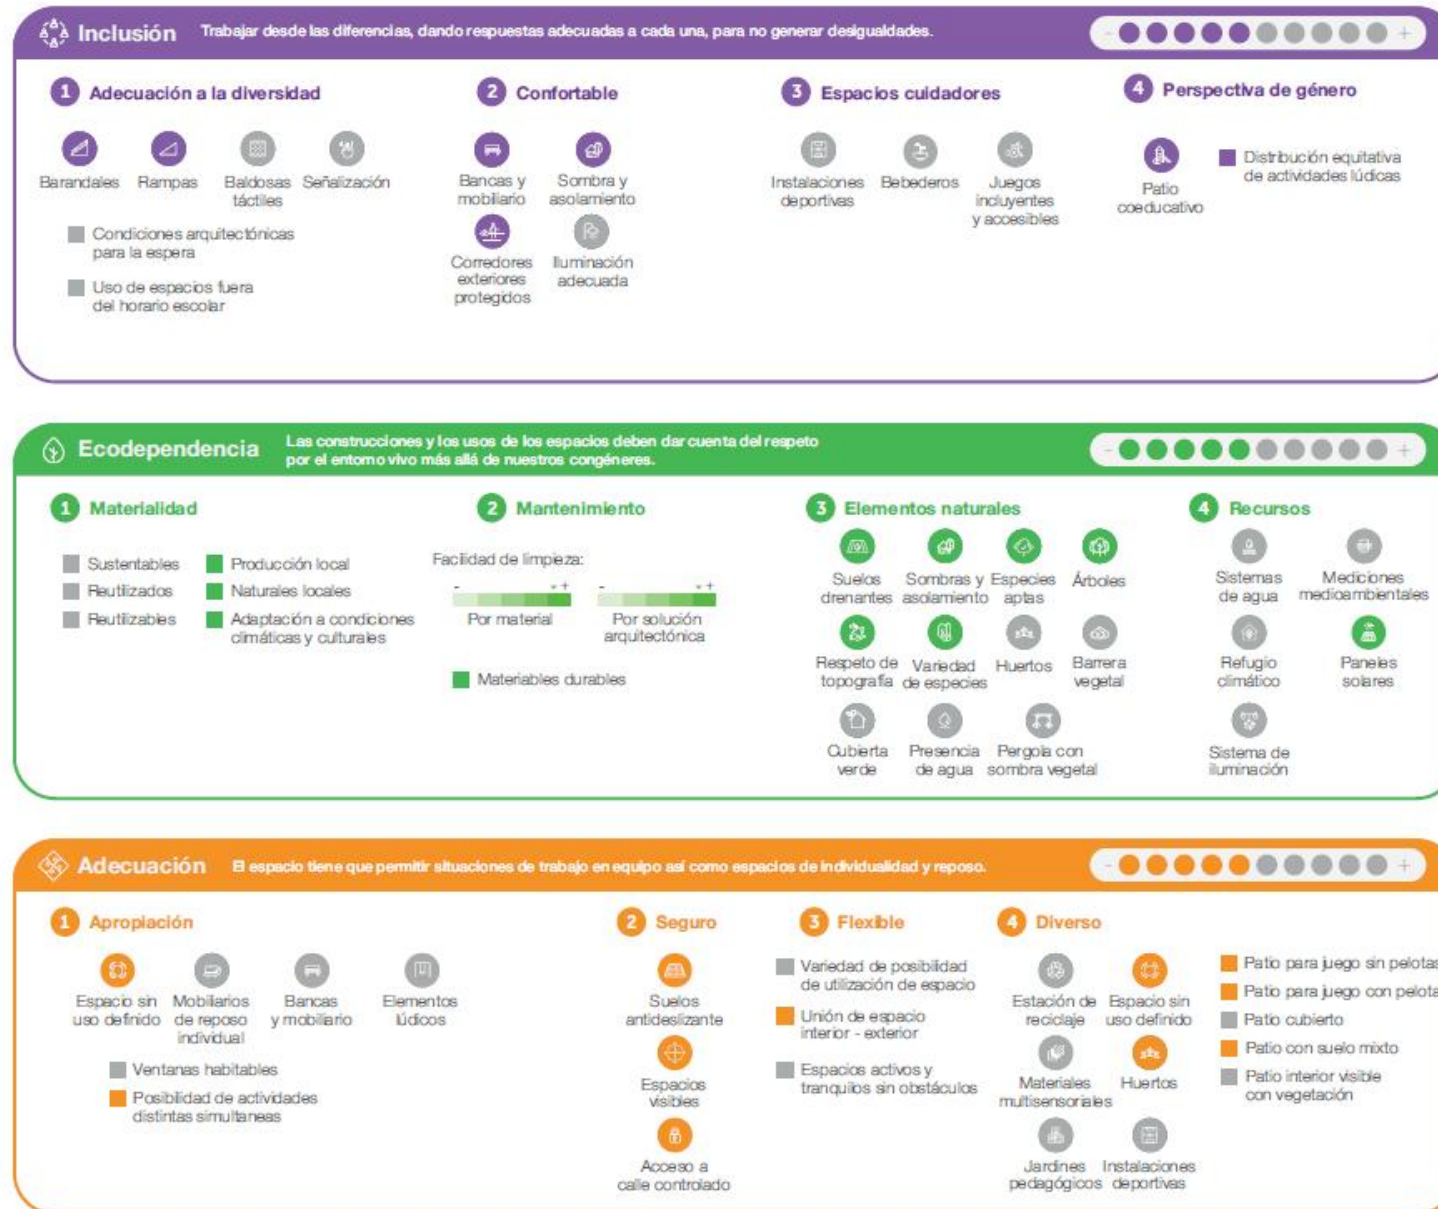 Inclusión
Trabajar desde las diferencias, dando respuestas adecuadas a cada una, para no generar desigualdades.
- +
1 Adecuación a la diversidad
Barandales
Rampas
Baldosas
táctiles
Señalización
Condiciones arquitectónicas
para la espera
Uso de espacios fuera
del horario escolar
2 Confortable
Bancas y
mobiliario
Sombra y
asolamiento
Corredores
exteriores
protegidos
Iluminación
adecuada
3 Espacios cuidadores
Instalaciones
deportivas
Bebederos
Juegos
incluyentes
y accesibles
4 Perspectiva de género
Patio
coeducativo
Distribución equitativa
de actividades lúdicas
Ecodependencia
Las construcciones y los usos de los espacios deben dar cuenta del respeto
por el entorno vivo más allá de nuestros congéneres.
- +
1 Materialidad
Sustentables
Reutilizados
Reutilizables
Producción local
Naturales locales
Adaptación a condiciones
climáticas y culturales
2 Mantenimiento
Facilidad de limpieza:
- +
Por material
- +
Por solución
arquitectónica
Materiables durables
3 Elementos naturales
Suelos
drenantes
Sombras y
asolamiento
Especies
aptas
Árboles
Respeto de
topografía
Variedad
de especies
Huertos
Barrera
vegetal
Cubierta
verde
Presencia
de agua
Pergola con
sombra vegetal
4 Recursos
Sistemas
de agua
Mediciones
medioambientales
Refugio
climático
Paneles
solares
Sistema de
iluminación
Adecuación
El espacio tiene que permitir situaciones de trabajo en equipo así como espacios de individualidad y reposo.
- +
1 Apropiación
Espacio sin
uso definido
Mobiliarios
de reposo
individual
Bancas
y mobiliario
Elementos
lúdicos
Ventanas habitables
Posibilidad de actividades
distintas simultaneas
2 Seguro
Suelos
antideslizante
Espacios
visibles
Acceso a
calle controlado
3 Flexible
Variedad de posibilidad
de utilización de espacio
Unión de espacio
interior - exterior
Espacios activos y
tranquilos sin obstáculos
4 Diverso
Estación de
reciclaje
Espacio sin
uso definido
Materiales
multisensoriales
Huertos
Jardines
pedagógicos
Instalaciones
deportivas
Patio para juego sin pelotas
Patio para juego con pelota
Patio cubierto
Patio con suelo mixto
Patio interior visible
con vegetación